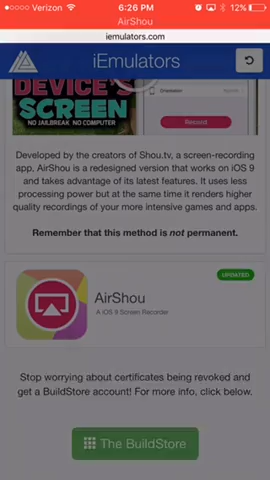 Verizon 6:26 PM 12%
AirShou
iemulators.com
iEmulators
DEVICE'S
SCREEN
NO JAILBREAK NO COMPUTER
Orientation
Record
Developed by the creators of Shou.tv, a screen-recording
app, AirShou is a redesigned version that works on iOS 9
and takes advantage of its latest features. It uses less
processing power but at the same time it renders higher
quality recordings of your more intensive games and apps.
Remember that this method is not permanent.
UPDATED
AirShou
A iOS 9 Screen Recorder
Stop worrying about certificates being revoked and
get a BuildStore account! For more info, click below.
The BuildStore